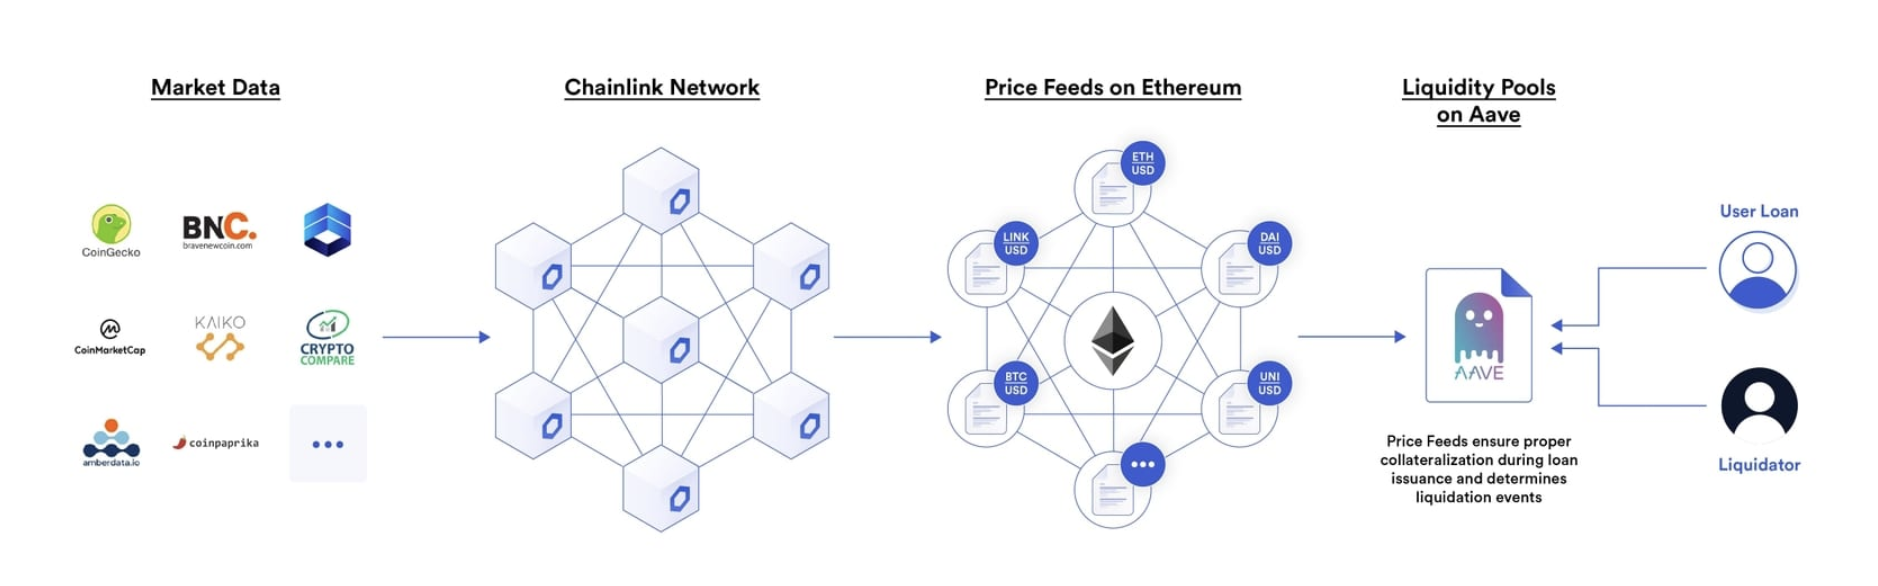 Market Data
CoinGecko
BNC.
bravenewcoin.com
CoinMarketCap
KAIKO
CRYPTO
COMPARE
amberdata.io
coinpaprika
Chainlink Network
Price Feeds on Ethereum
ETH
USD
LINK
USD
DAI
USD
BTC
USD
UNI
USD
Liquidity Pools
on Aave
AAVE
Price Feeds ensure proper
collateralization during loan
issuance and determines
liquidation events
User Loan
Liquidator